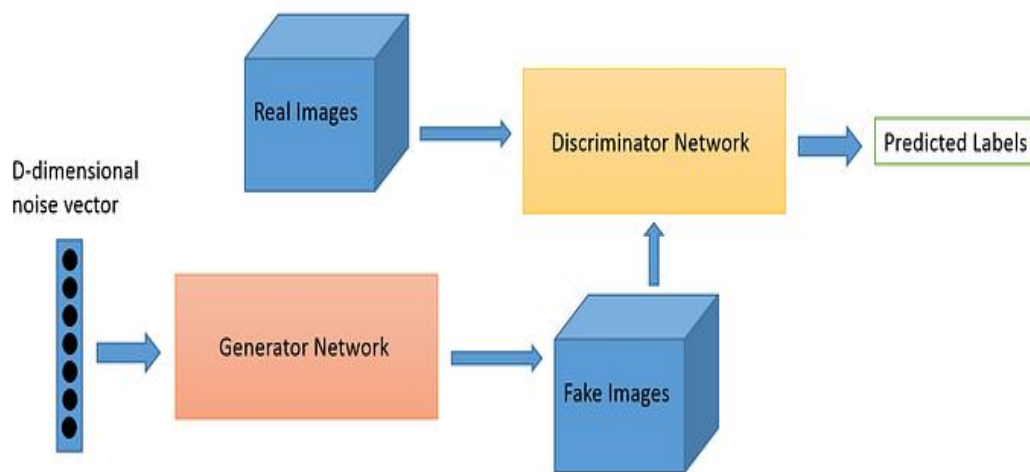 Real Images
Discriminator Network
Predicted Labels
D-dimensional
noise vector
Generator Network
Fake Images